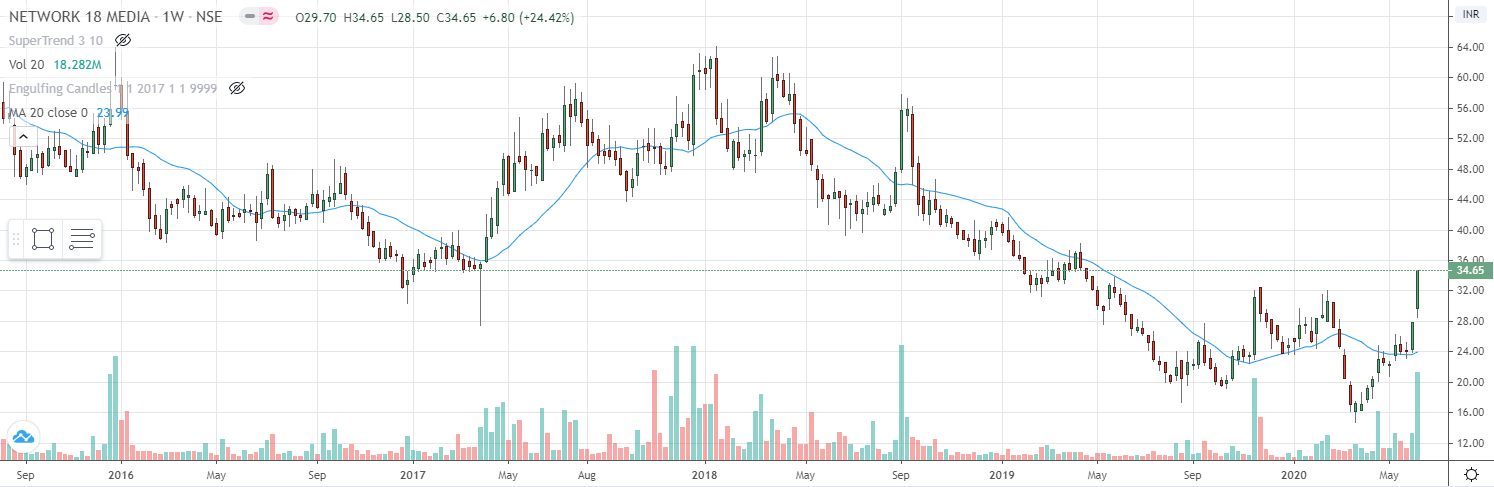 NETWORK 18 MEDIA · 1W · NSE O29.70 H34.65 L28.50 C34.65 +6.80 (+24.42%)
INR
SuperTrend 3 10
Vol 20 18.282M
Engulfing Candles 1 1 2017 1 1 9999
MA 20 close 0 23.99
64.00
60.00
56.00
52.00
48.00
44.00
40.00
36.00
34.65
32.00
28.00
24.00
20.00
16.00
12.00
Sep 2016 May Sep 2017 May Aug 2018 May Sep 2019 May Sep 2020 May